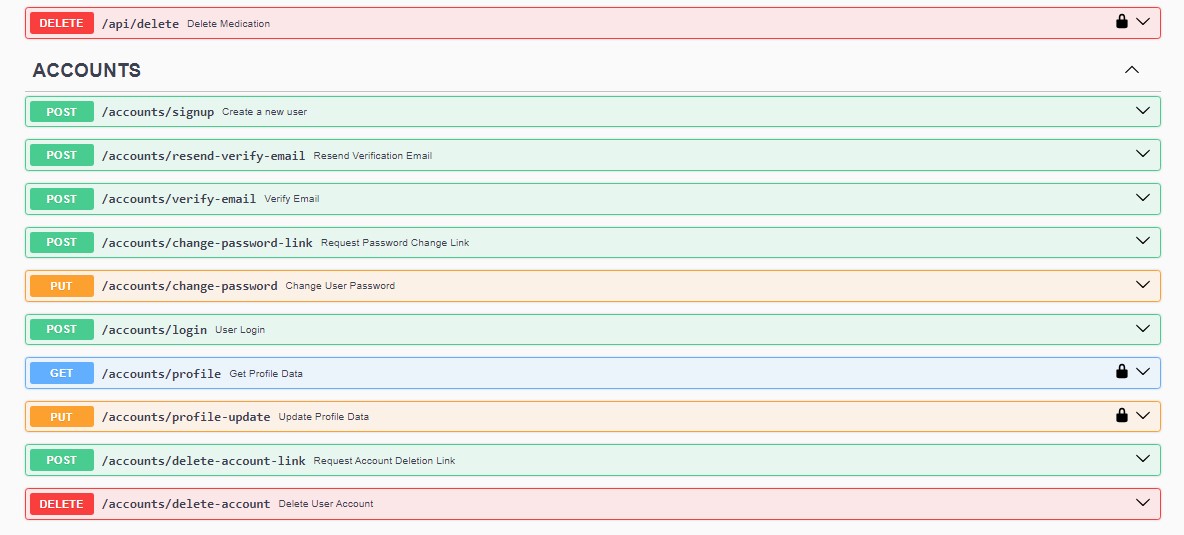 DELETE /api/delete Delete Medication
ACCOUNTS
POST /accounts/signup Create a new user
POST /accounts/resend-verify-email Resend Verification Email
POST /accounts/verify-email Verify Email
POST /accounts/change-password-link Request Password Change Link
PUT /accounts/change-password Change User Password
POST /accounts/login User Login
GET /accounts/profile Get Profile Data
PUT /accounts/profile-update Update Profile Data
POST /accounts/delete-account-link Request Account Deletion Link
DELETE /accounts/delete-account Delete User Account